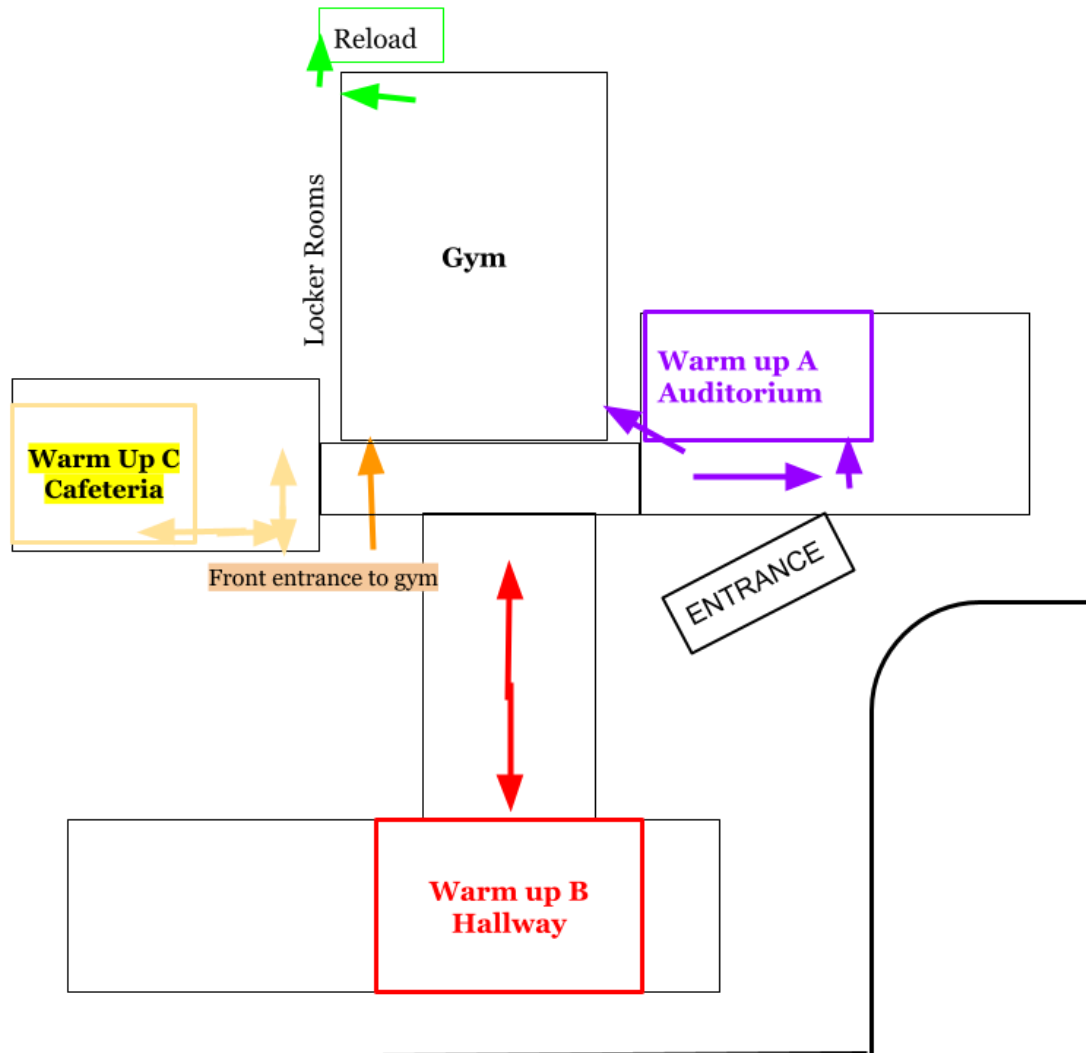 Reload
Locker Rooms
Gym
Warm up A
Auditorium
Warm Up C
Cafeteria
Front entrance to gym
ENTRANCE
Warm up B
Hallway